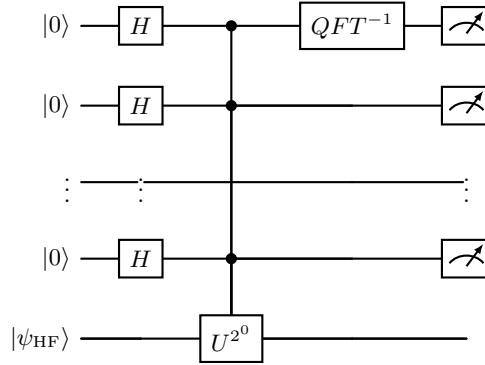 |0⟩ H QFT⁻¹
|0⟩ H
⋮ ⋮ ⋮
|0⟩ H
|ψ_HF⟩ U^{2^0}